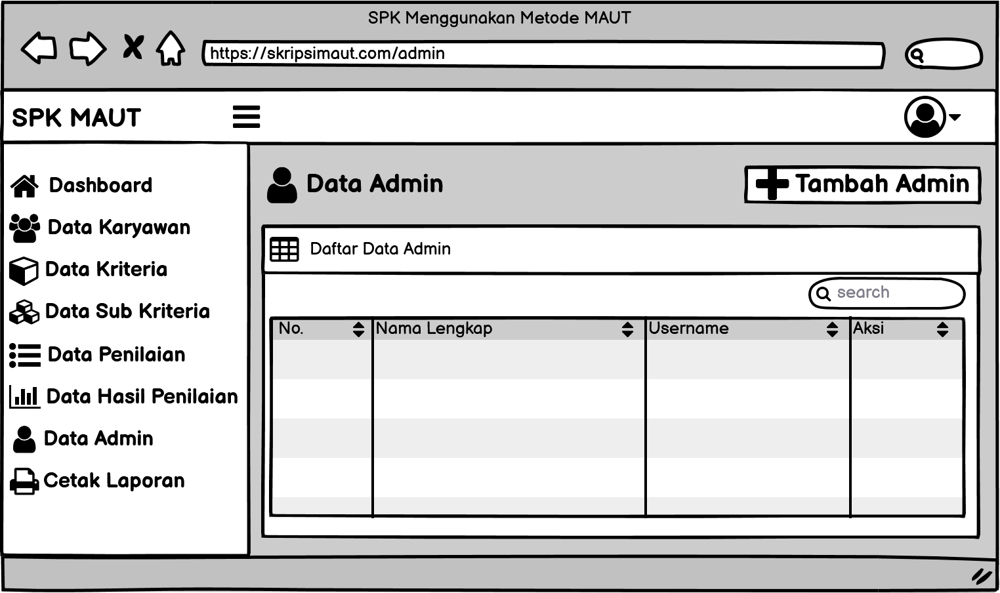 SPK Menggunakan Metode MAUT
https://skripsimaut.com/admin
SPK MAUT
Dashboard
Data Karyawan
Data Kriteria
Data Sub Kriteria
Data Penilaian
Data Hasil Penilaian
Data Admin
Cetak Laporan
Data Admin
Tambah Admin
Daftar Data Admin
search
No. Nama Lengkap Username Aksi